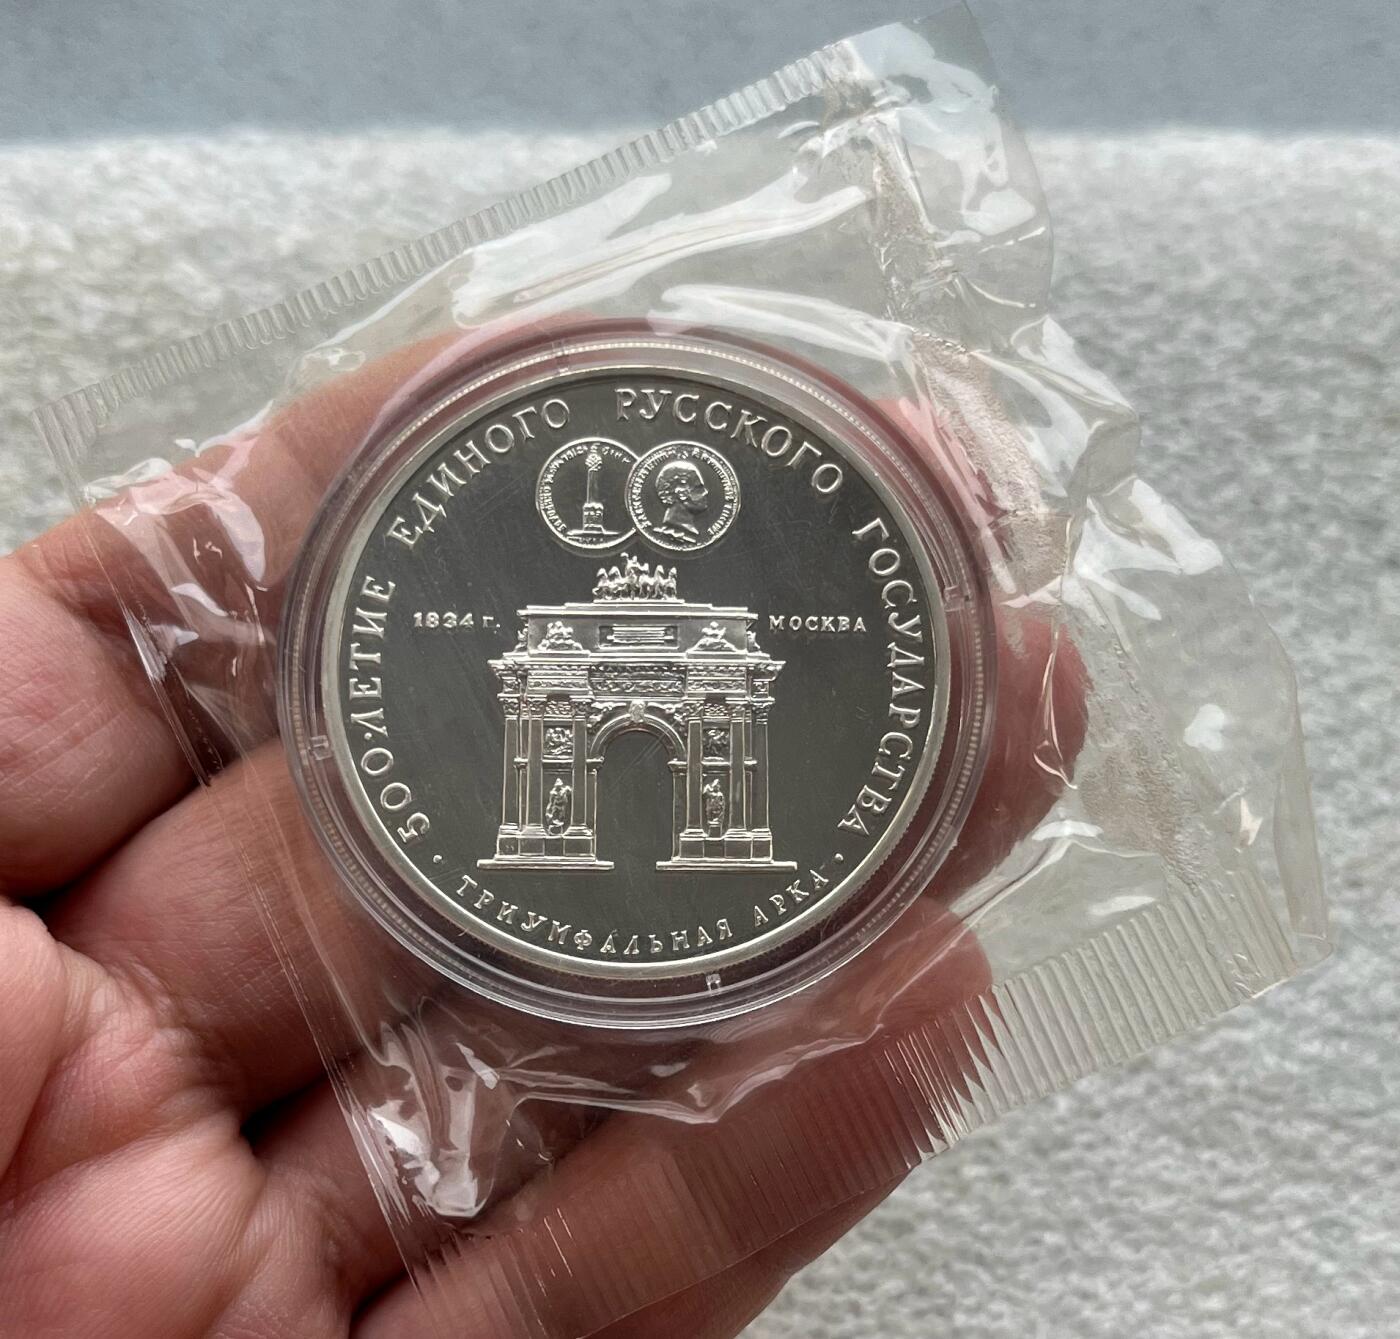 500-ЛЕТИЕ ЕДИНОГО РУССКОГО ГОСУДАРСТВА
1834 г. МОСКВА
• ТРИУМФАЛЬНАЯ АРКА •